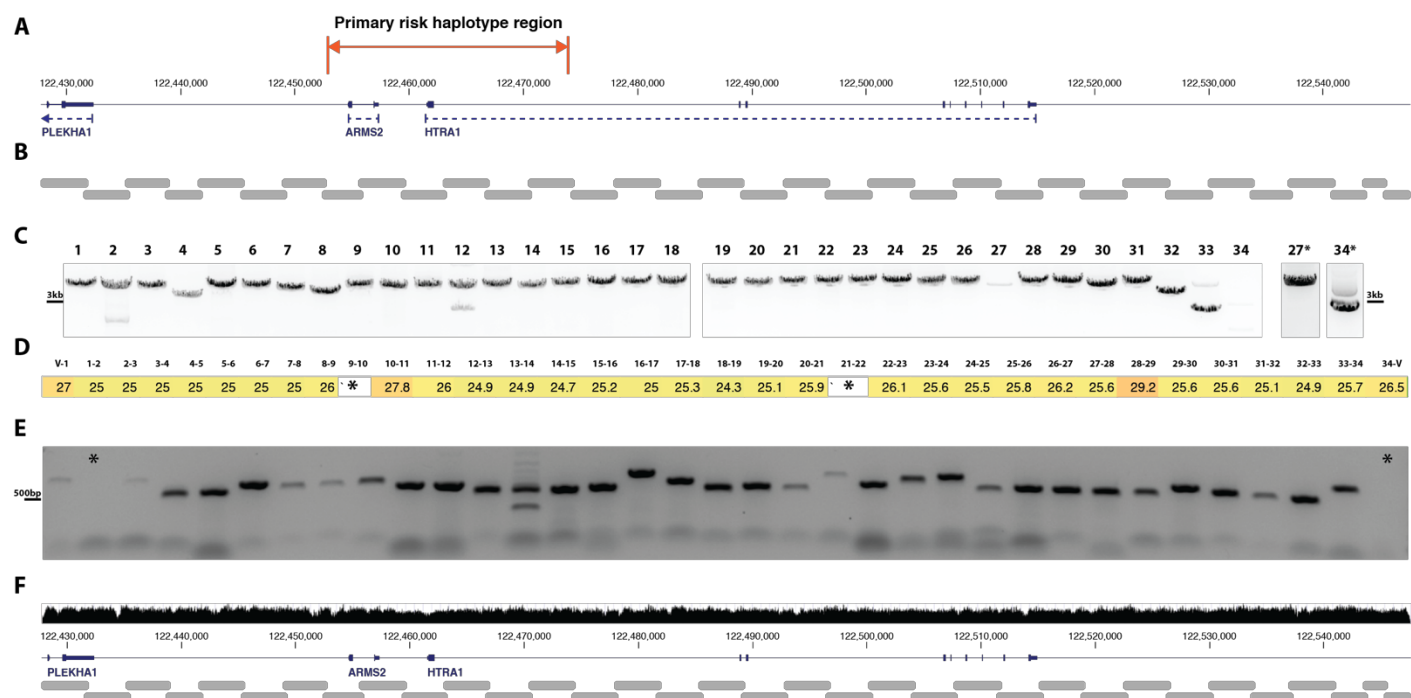 A
Primary risk haplotype region
122,430,000 122,440,000 122,450,000 122,460,000 122,470,000 122,480,000 122,490,000 122,500,000 122,510,000 122,520,000 122,530,000 122,540,000
PLEKHA1 ARMS2 HTRA1
B
C
1 2 3 4 5 6 7 8 9 10 11 12 13 14 15 16 17 18 19 20 21 22 23 24 25 26 27 28 29 30 31 32 33 34 27* 34*
3kb 3kb
D
V-1 1-2 2-3 3-4 4-5 5-6 6-7 7-8 8-9 9-10 10-11 11-12 12-13 13-14 14-15 15-16 16-17 17-18 18-19 19-20 20-21 21-22 22-23 23-24 24-25 25-26 26-27 27-28 28-29 29-30 30-31 31-32 32-33 33-34 34-V
27 25 25 25 25 25 25 25 26 * 27.8 26 24.9 24.9 24.7 25.2 25 25.3 24.3 25.1 25.9 * 26.1 25.6 25.5 25.8 26.2 25.6 29.2 25.6 25.6 25.1 24.9 25.7 26.5
E
* *
500bp
F
122,430,000 122,440,000 122,450,000 122,460,000 122,470,000 122,480,000 122,490,000 122,500,000 122,510,000 122,520,000 122,530,000 122,540,000
PLEKHA1 ARMS2 HTRA1